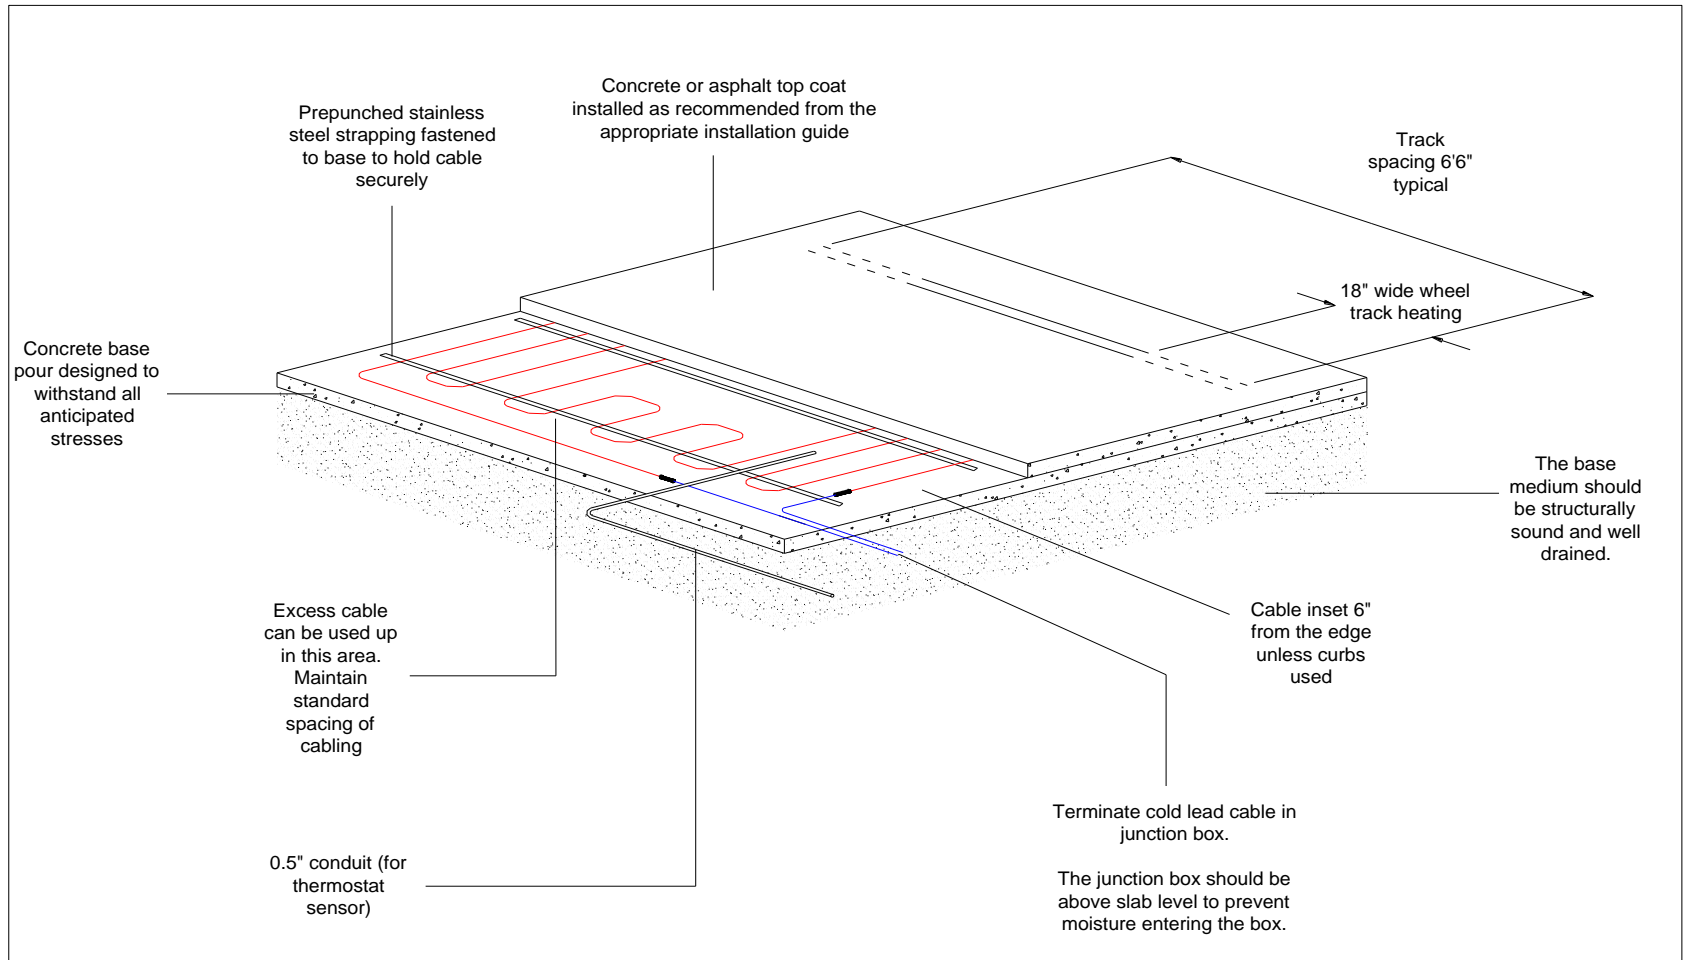 Concrete or asphalt top coat
installed as recommended from the
appropriate installation guide
Prepunched stainless
steel strapping fastened
to base to hold cable
securely
Track
spacing 6'6"
typical
18" wide wheel
track heating
Concrete base
pour designed to
withstand all
anticipated
stresses
The base
medium should
be structurally
sound and well
drained.
Excess cable
can be used up
in this area.
Maintain
standard
spacing of
cabling
Cable inset 6"
from the edge
unless curbs
used
Terminate cold lead cable in
junction box.
The junction box should be
above slab level to prevent
moisture entering the box.
0.5" conduit (for
thermostat
sensor)